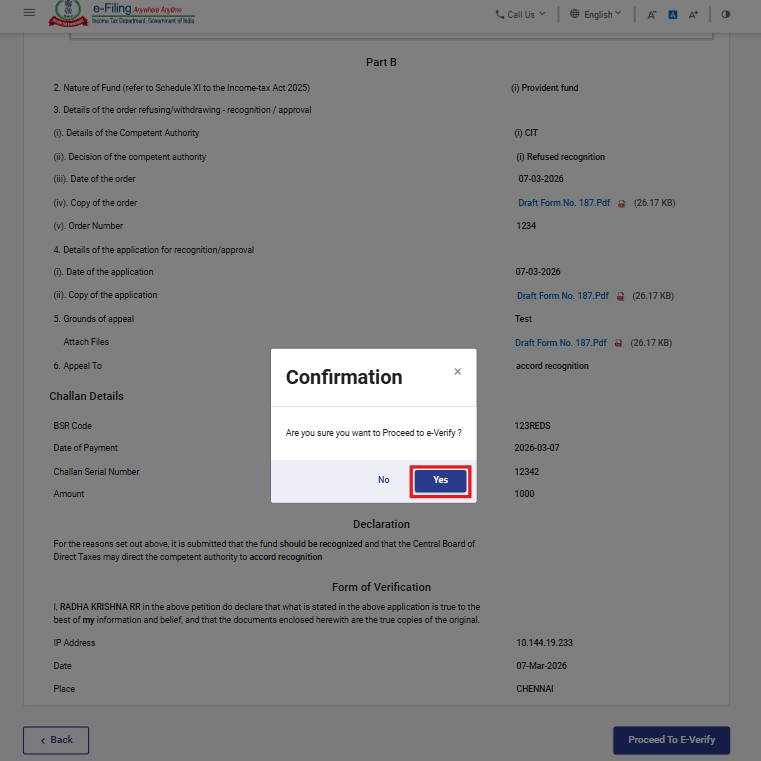 e-Filing Anywhere Anytime
Income Tax Department, Government of India
Call Us
English
A-
A
A+
Part B
2. Nature of Fund (refer to Schedule XI to the Income-tax Act 2025) (i) Provident fund
3. Details of the order refusing/withdrawing - recognition / approval
(i). Details of the Competent Authority (i) CIT
(ii). Decision of the competent authority (i) Refused recognition
(iii). Date of the order 07-03-2026
(iv). Copy of the order Draft Form No. 187.Pdf (26.17 KB)
(v). Order Number 1234
4. Details of the application for recognition/approval
(i). Date of the application 07-03-2026
(ii). Copy of the application Draft Form No. 187.Pdf (26.17 KB)
5. Grounds of appeal Test
Attach Files Draft Form No. 187.Pdf (26.17 KB)
6. Appeal To accord recognition
Confirmation ×
Are you sure you want to Proceed to e-Verify ?
No Yes
Challan Details
BSR Code 123REDS
Date of Payment 2026-03-07
Challan Serial Number 12342
Amount 1000
Declaration
For the reasons set out above, it is submitted that the fund should be recognized and that the Central Board of
Direct Taxes may direct the competent authority to accord recognition
Form of Verification
I, RADHA KRISHNA RR in the above petition do declare that what is stated in the above application is true to the
best of my information and belief, and that the documents enclosed herewith are the true copies of the original.
IP Address 10.144.19.233
Date 07-Mar-2026
Place CHENNAI
< Back Proceed To E-Verify